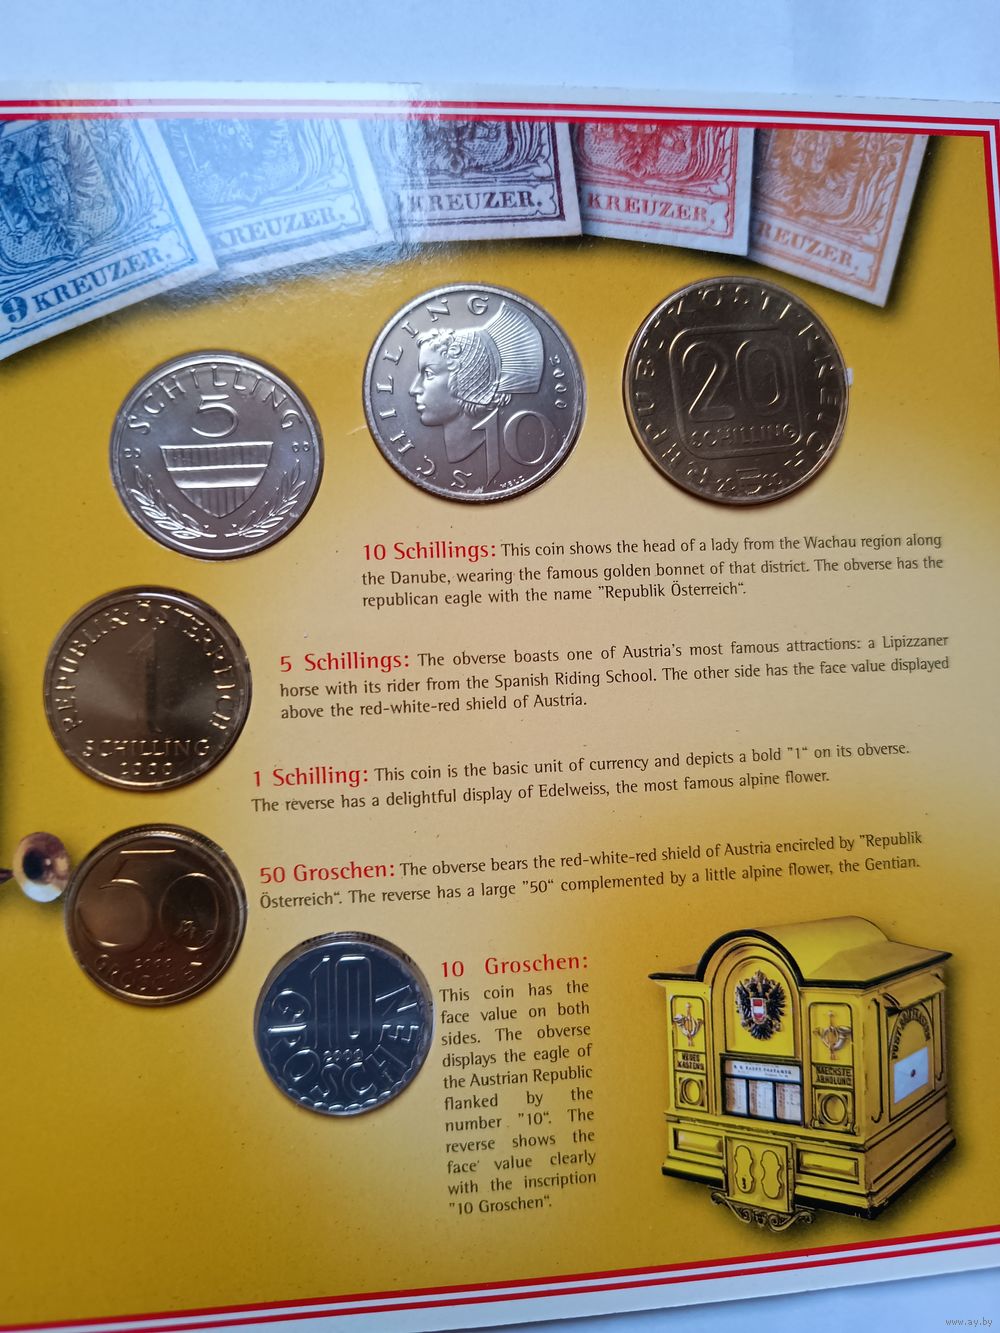 9 KREUZER.
KREUZER.
KREUZER.
KREUZER.
KREUZER.
SCHILLING
5
SCHILLING
10
2000
REPUBLIK ÖSTERREICH
20
SCHILLING
10 Schillings: This coin shows the head of a lady from the Wachau region along
the Danube, wearing the famous golden bonnet of that district. The obverse has the
republican eagle with the name "Republik Österreich“.
REPUBLIK ÖSTERREICH
1
SCHILLING
2000
5 Schillings: The obverse boasts one of Austria's most famous attractions: a Lipizzaner
horse with its rider from the Spanish Riding School. The other side has the face value displayed
above the red-white-red shield of Austria.
1 Schilling: This coin is the basic unit of currency and depicts a bold "1“ on its obverse.
The reverse has a delightful display of Edelweiss, the most famous alpine flower.
50
2000
GROSCHEN
50 Groschen: The obverse bears the red-white-red shield of Austria encircled by "Republik
Österreich“. The reverse has a large "50“ complemented by a little alpine flower, the Gentian.
10
2000
GROSCHEN
10 Groschen:
This coin has the
face value on both
sides. The obverse
displays the eagle of
the Austrian Republic
flanked by the
number "10“. The
reverse shows the
face value clearly
with the inscription
"10 Groschen“.
NAECHSTE
ABHOLUNG
www.ay.by